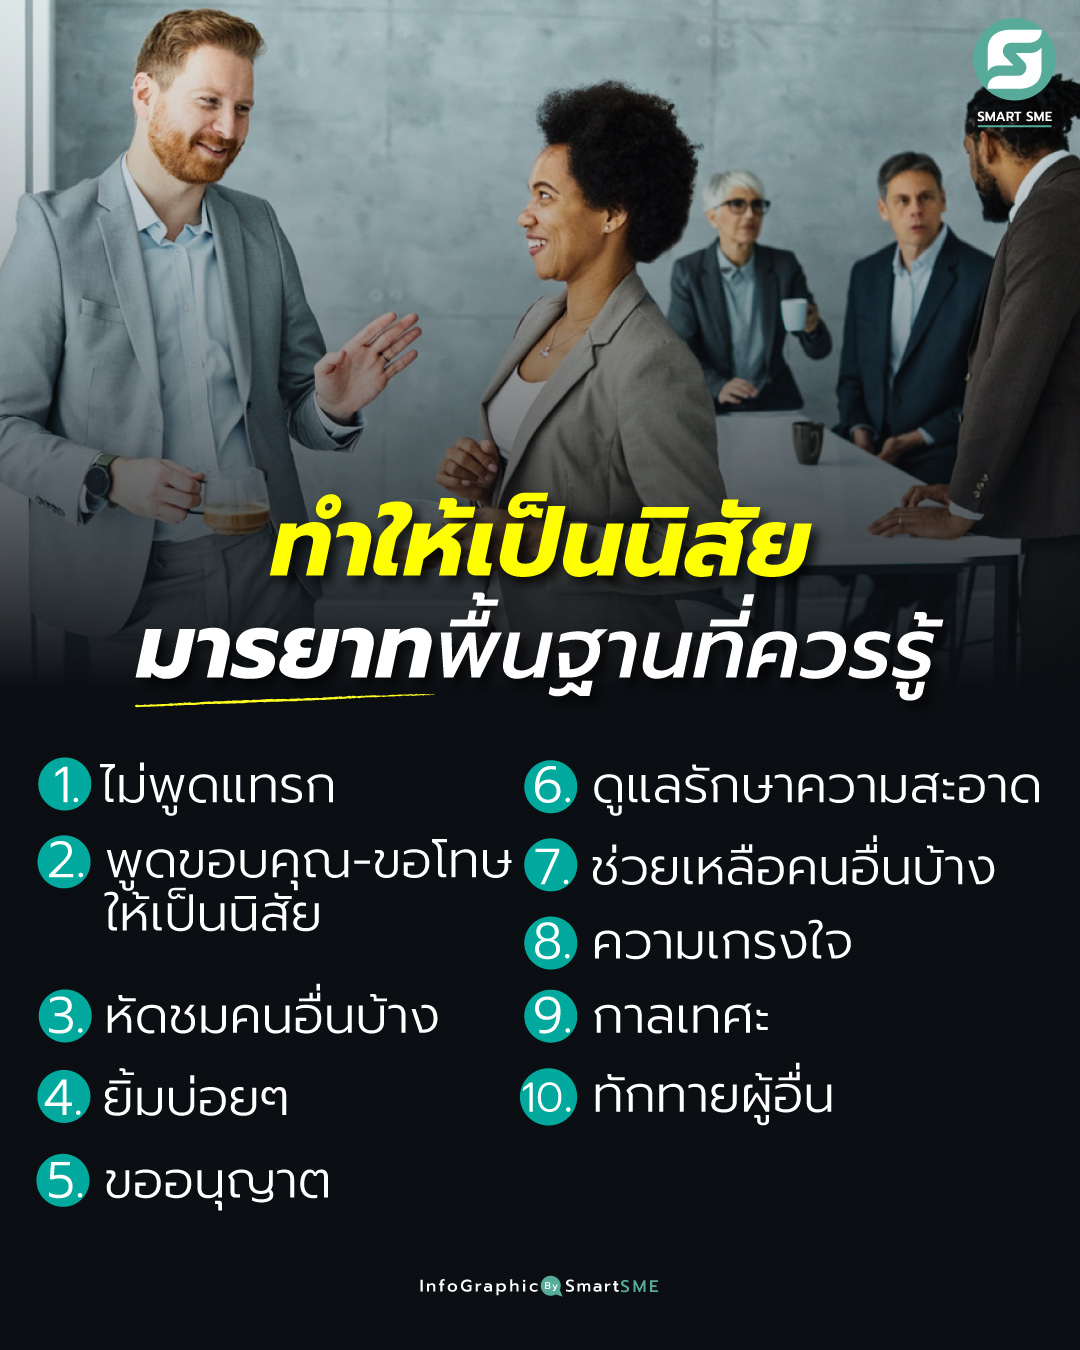 SMART SME
ทำให้เป็นนิสัย
มารยาทพื้นฐานที่ควรรู้
1. ไม่พูดแทรก
2. พูดขอบคุณ-ขอโทษ
ให้เป็นนิสัย
3. หัดชมคนอื่นบ้าง
4. ยิ้มบ่อยๆ
5. ขออนุญาต
6. ดูแลรักษาความสะอาด
7. ช่วยเหลือคนอื่นบ้าง
8. ความเกรงใจ
9. กาลเทศะ
10. ทักทายผู้อื่น
InfoGraphic By SmartSME